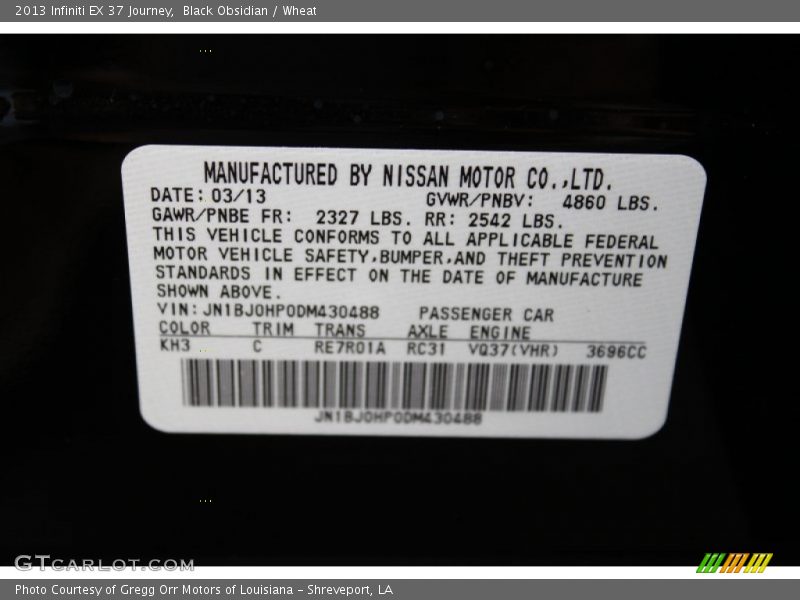 2013 Infiniti EX 37 Journey, Black Obsidian / Wheat
MANUFACTURED BY NISSAN MOTOR CO.,LTD.
DATE: 03/13 GVWR/PNBV: 4860 LBS.
GAWR/PNBE FR: 2327 LBS. RR: 2542 LBS.
THIS VEHICLE CONFORMS TO ALL APPLICABLE FEDERAL
MOTOR VEHICLE SAFETY,BUMPER,AND THEFT PREVENTION
STANDARDS IN EFFECT ON THE DATE OF MANUFACTURE
SHOWN ABOVE.
VIN: JN1BJ0HP0DM430488 PASSENGER CAR
COLOR TRIM TRANS AXLE ENGINE
KH3 C RE7R01A RC31 VQ37(VHR) 3696CC
JN1BJ0HP0DM430488
GTCARLOT.COM
Photo Courtesy of Gregg Orr Motors of Louisiana - Shreveport, LA